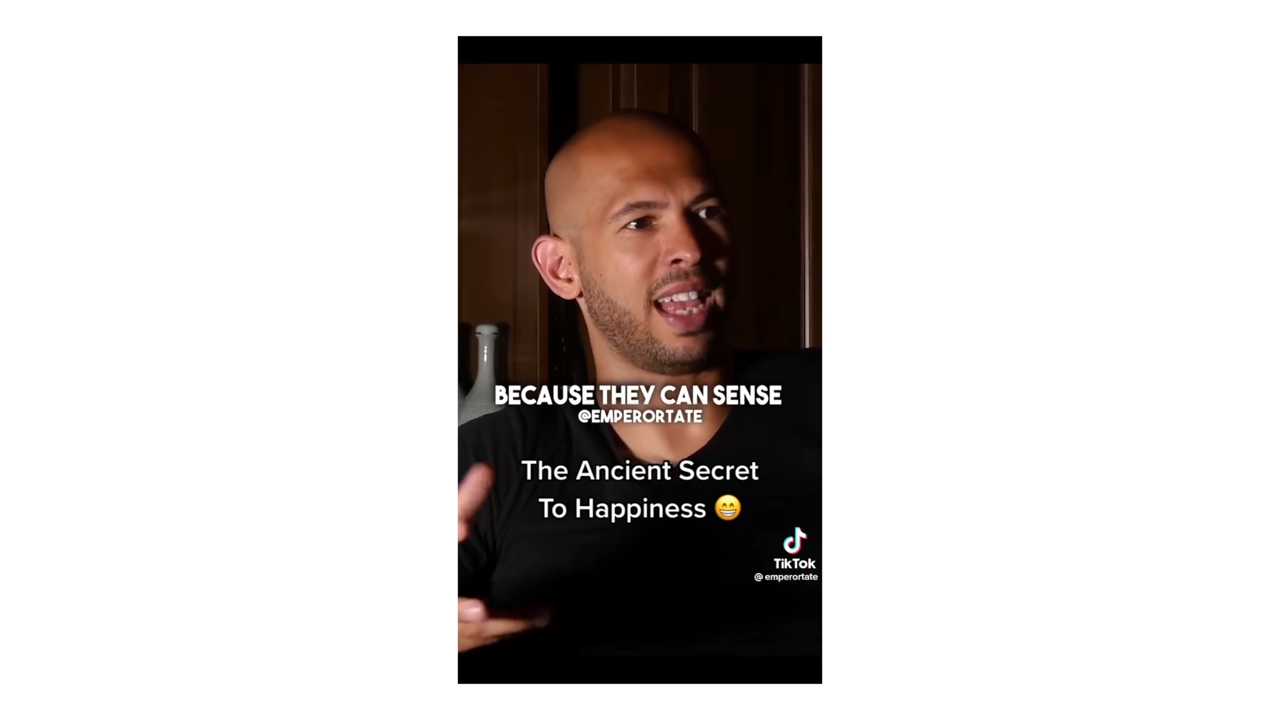 BECAUSE THEY CAN SENSE
@EMPERORTATE
The Ancient Secret
To Happiness 😁
TikTok
@emperortate